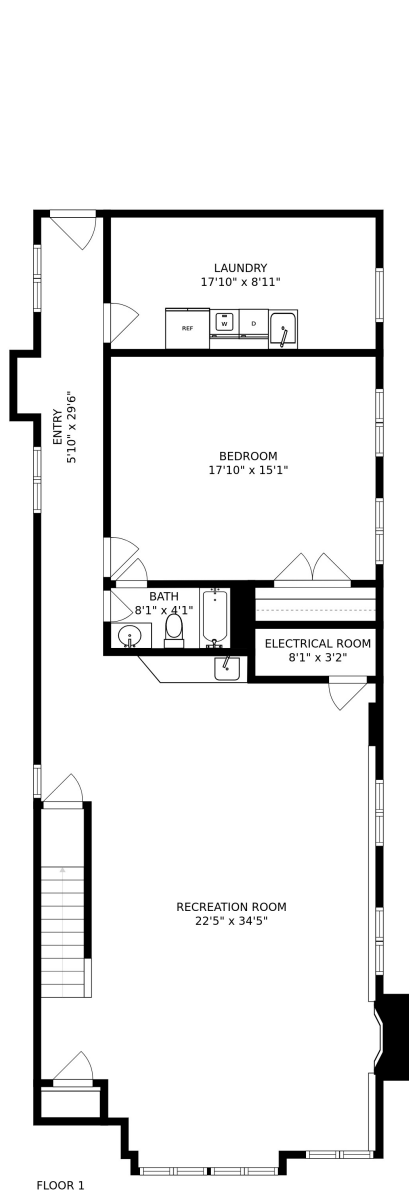 LAUNDRY
17'10" x 8'11"
REF
W
D
ENTRY
5'10" x 29'6"
BEDROOM
17'10" x 15'1"
BATH
8'1" x 4'1"
ELECTRICAL ROOM
8'1" x 3'2"
RECREATION ROOM
22'5" x 34'5"
FLOOR 1